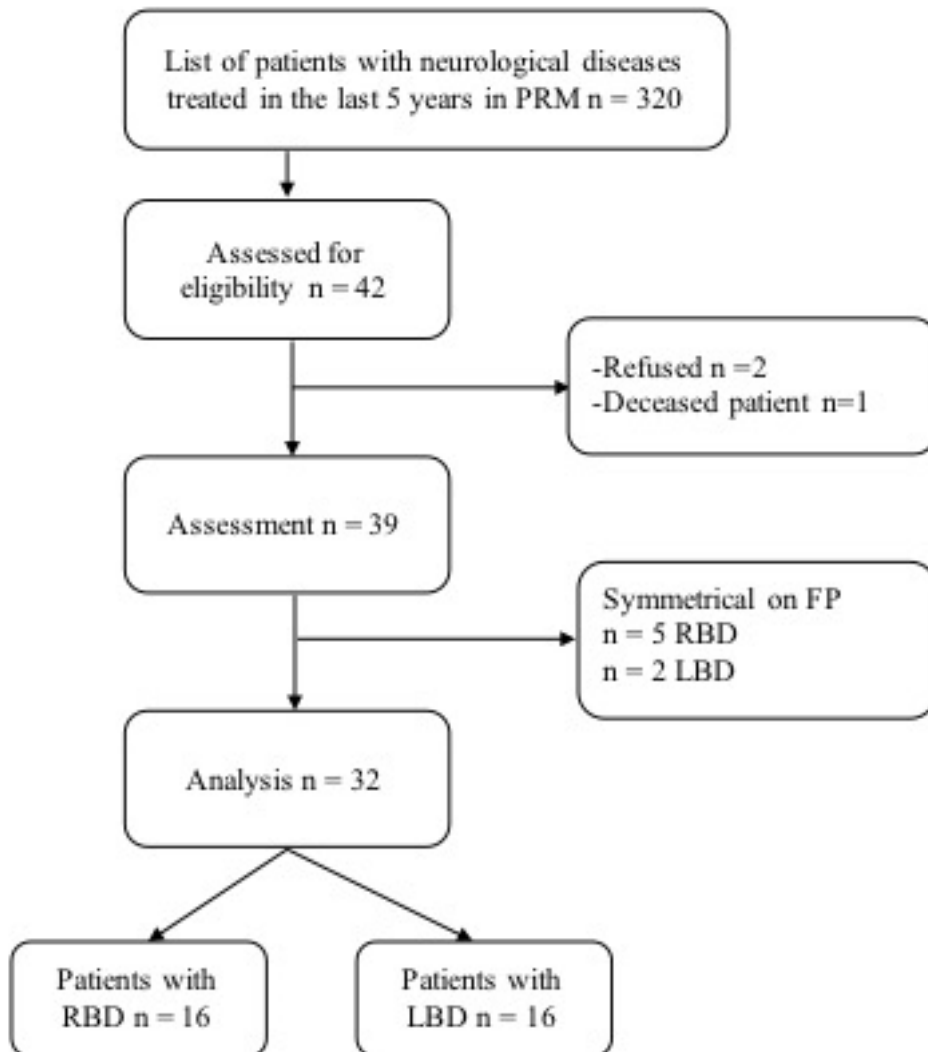 List of patients with neurological diseases
treated in the last 5 years in PRM n = 320
Assessed for
eligibility n = 42
-Refused n =2
-Deceased patient n=1
Assessment n = 39
Symmetrical on FP
n = 5 RBD
n = 2 LBD
Analysis n = 32
Patients with
RBD n = 16
Patients with
LBD n = 16